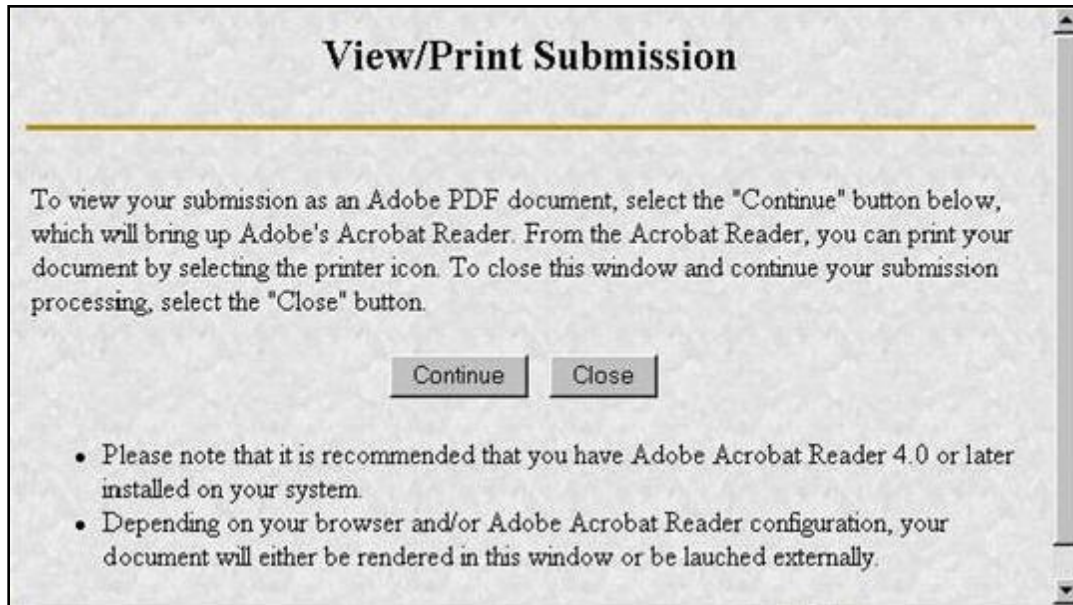 View/Print Submission
To view your submission as an Adobe PDF document, select the "Continue" button below,
which will bring up Adobe's Acrobat Reader. From the Acrobat Reader, you can print your
document by selecting the printer icon. To close this window and continue your submission
processing, select the "Close" button.
Continue Close
• Please note that it is recommended that you have Adobe Acrobat Reader 4.0 or later
installed on your system.
• Depending on your browser and/or Adobe Acrobat Reader configuration, your
document will either be rendered in this window or be lauched externally.